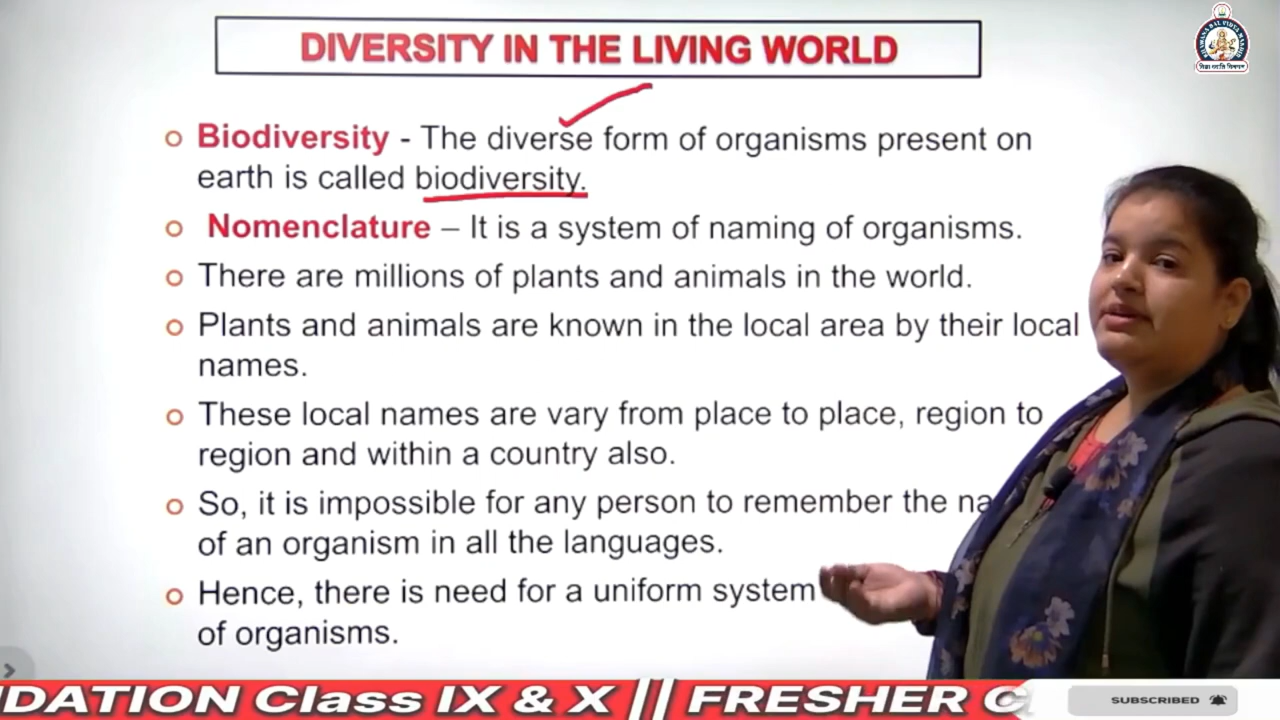 DIVERSITY IN THE LIVING WORLD
Biodiversity - The diverse form of organisms present on
earth is called biodiversity.
Nomenclature – It is a system of naming of organisms.
There are millions of plants and animals in the world.
Plants and animals are known in the local area by their local
names.
These local names are vary from place to place, region to
region and within a country also.
So, it is impossible for any person to remember the na
of an organism in all the languages.
Hence, there is need for a uniform system
of organisms.
NDATION Class IX & X || FRESHER C
SUBSCRIBED